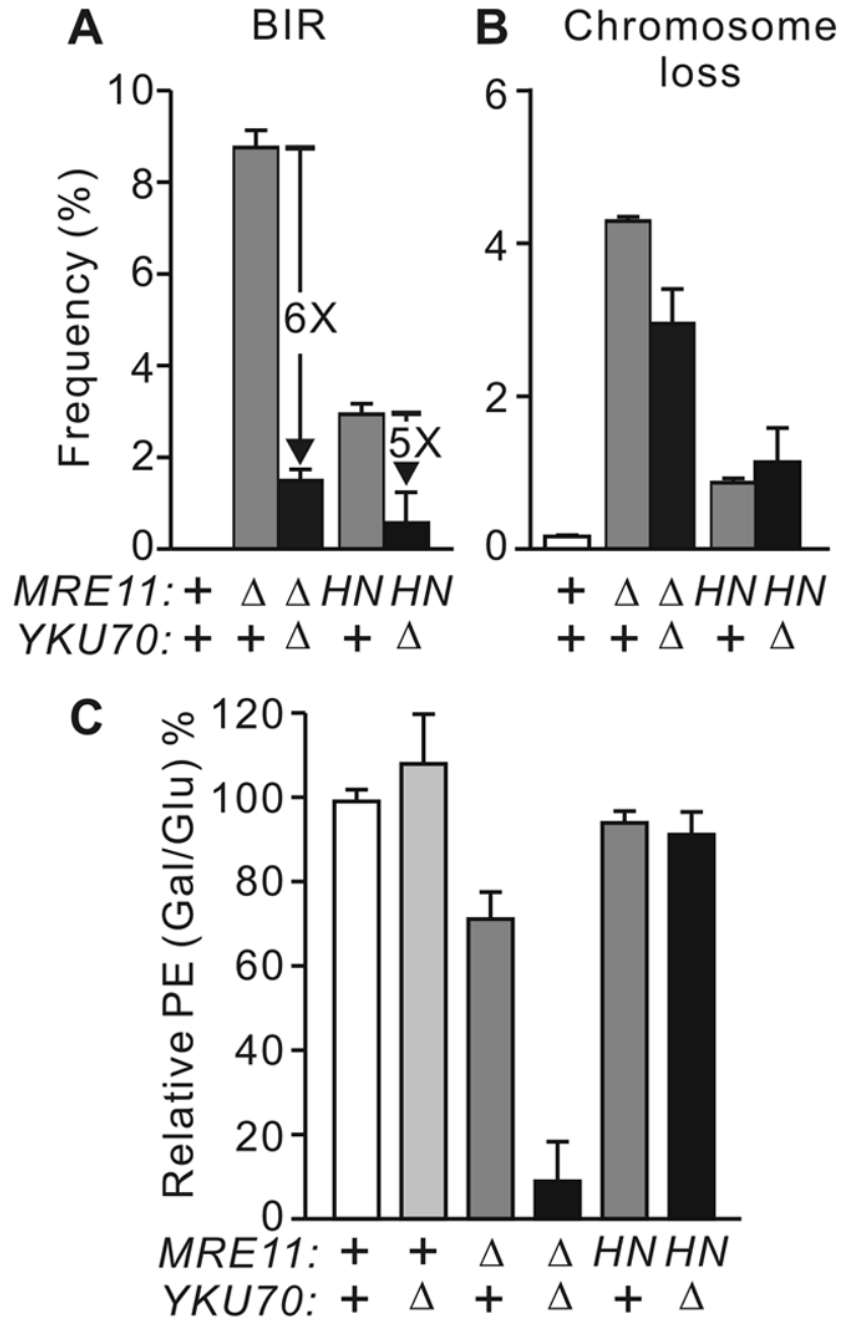 A BIR
B Chromosome loss
Frequency (%)
10
8
6
4
2
0
6X
5X
6
4
2
0
MRE11: + Δ Δ HN HN
YKU70: + + Δ + Δ
+ Δ Δ HN HN
+ + Δ + Δ
C
Relative PE (Gal/Glu) %
120
100
80
60
40
20
0
MRE11: + + Δ Δ HN HN
YKU70: + Δ + Δ + Δ